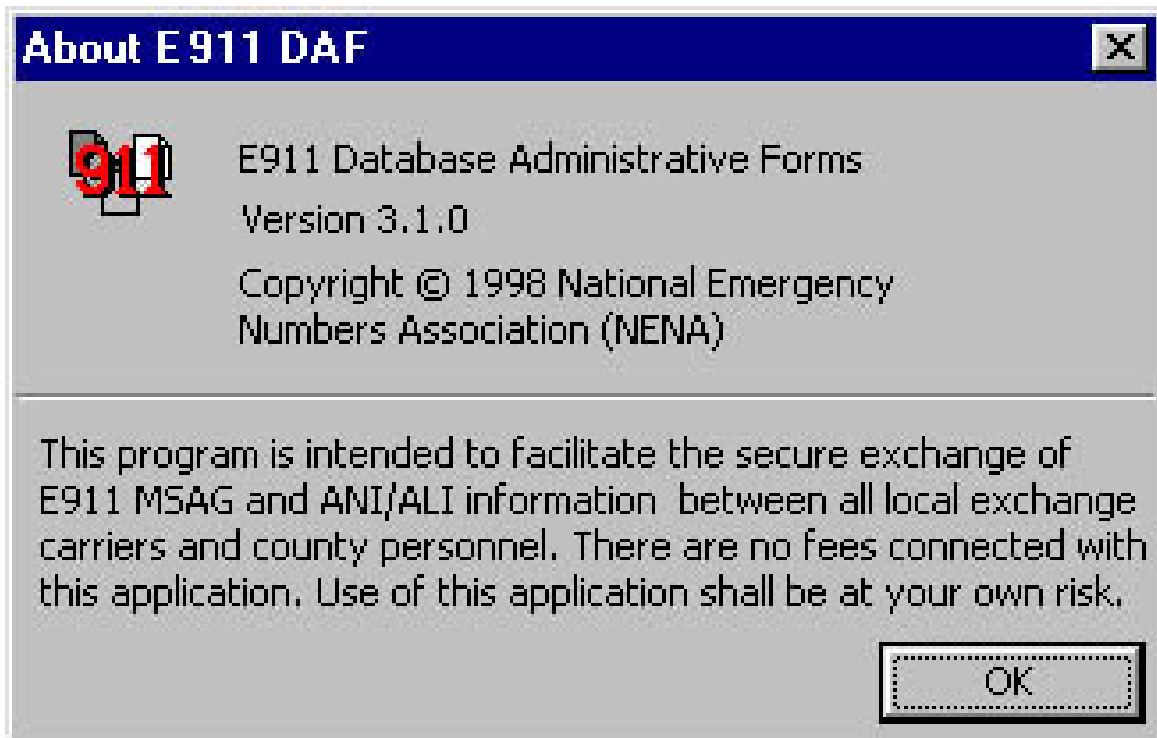 About E911 DAF
911
E911 Database Administrative Forms
Version 3.1.0
Copyright © 1998 National Emergency
Numbers Association (NENA)
This program is intended to facilitate the secure exchange of
E911 MSAG and ANI/ALI information between all local exchange
carriers and county personnel. There are no fees connected with
this application. Use of this application shall be at your own risk.
OK